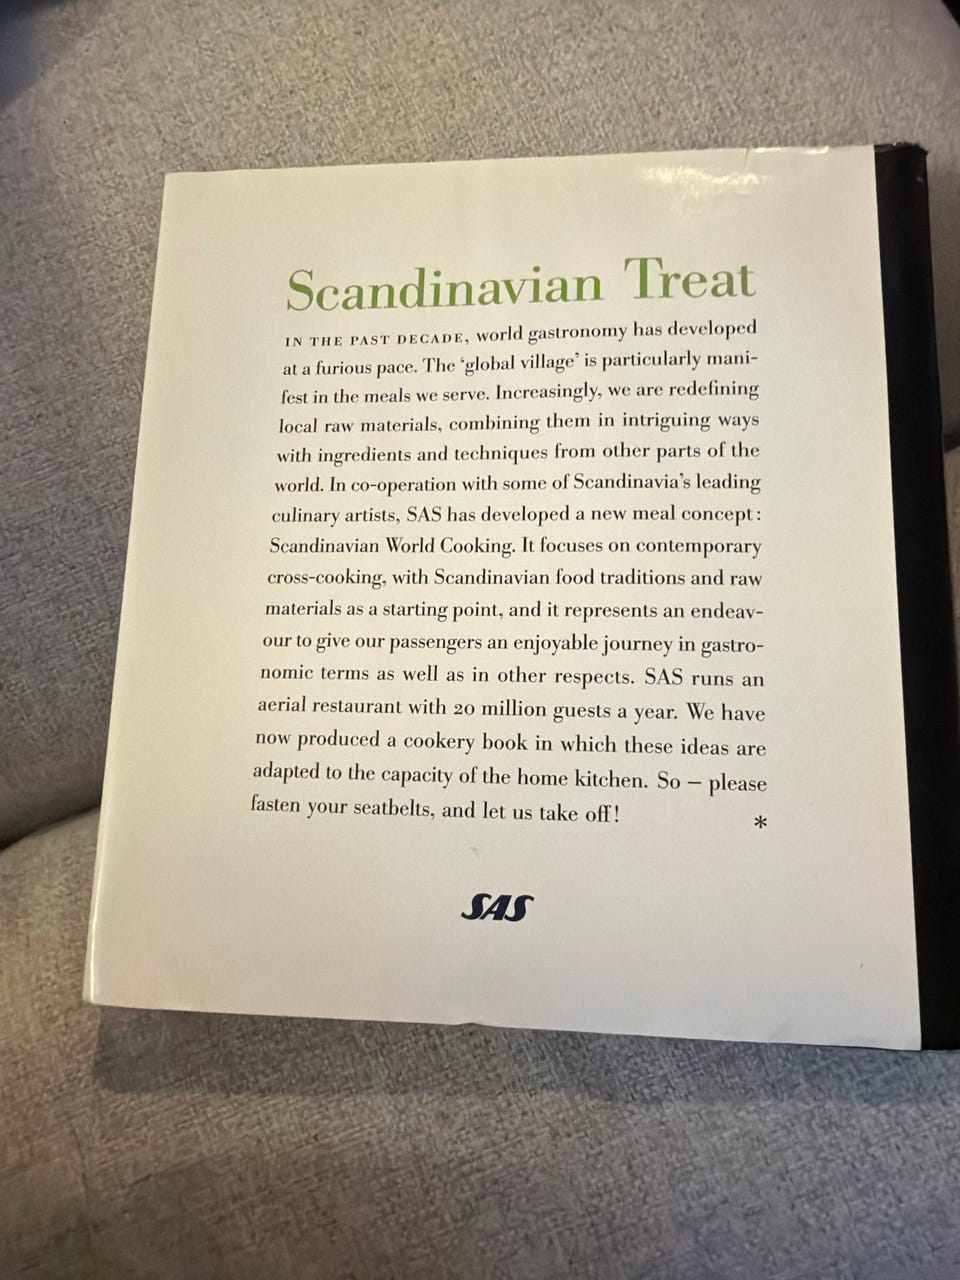 Scandinavian Treat
IN THE PAST DECADE, world gastronomy has developed
at a furious pace. The ‘global village’ is particularly mani-
fest in the meals we serve. Increasingly, we are redefining
local raw materials, combining them in intriguing ways
with ingredients and techniques from other parts of the
world. In co-operation with some of Scandinavia’s leading
culinary artists, SAS has developed a new meal concept:
Scandinavian World Cooking. It focuses on contemporary
cross-cooking, with Scandinavian food traditions and raw
materials as a starting point, and it represents an endeav-
our to give our passengers an enjoyable journey in gastro-
nomic terms as well as in other respects. SAS runs an
aerial restaurant with 20 million guests a year. We have
now produced a cookery book in which these ideas are
adapted to the capacity of the home kitchen. So – please
fasten your seatbelts, and let us take off! *
SAS